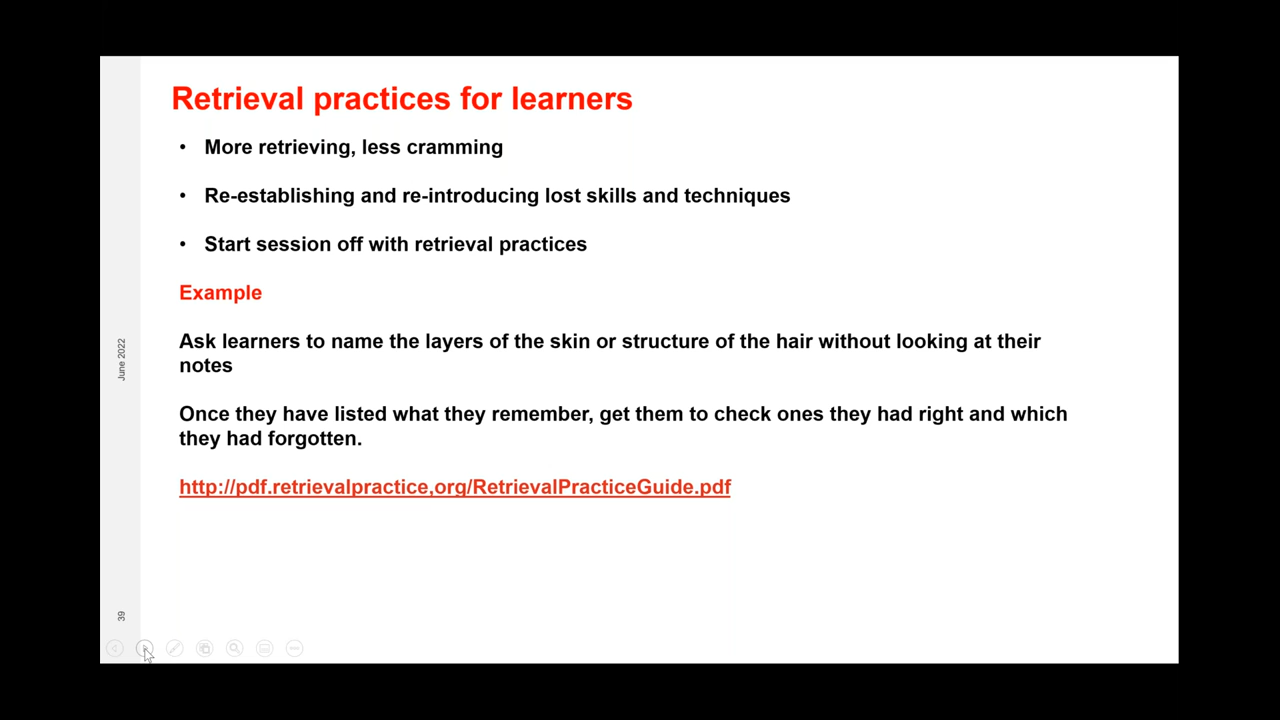 Retrieval practices for learners
• More retrieving, less cramming
• Re-establishing and re-introducing lost skills and techniques
• Start session off with retrieval practices
Example
Ask learners to name the layers of the skin or structure of the hair without looking at their
notes
Once they have listed what they remember, get them to check ones they had right and which
they had forgotten.
http://pdf.retrievalpractice,org/RetrievalPracticeGuide.pdf
June 2022
39